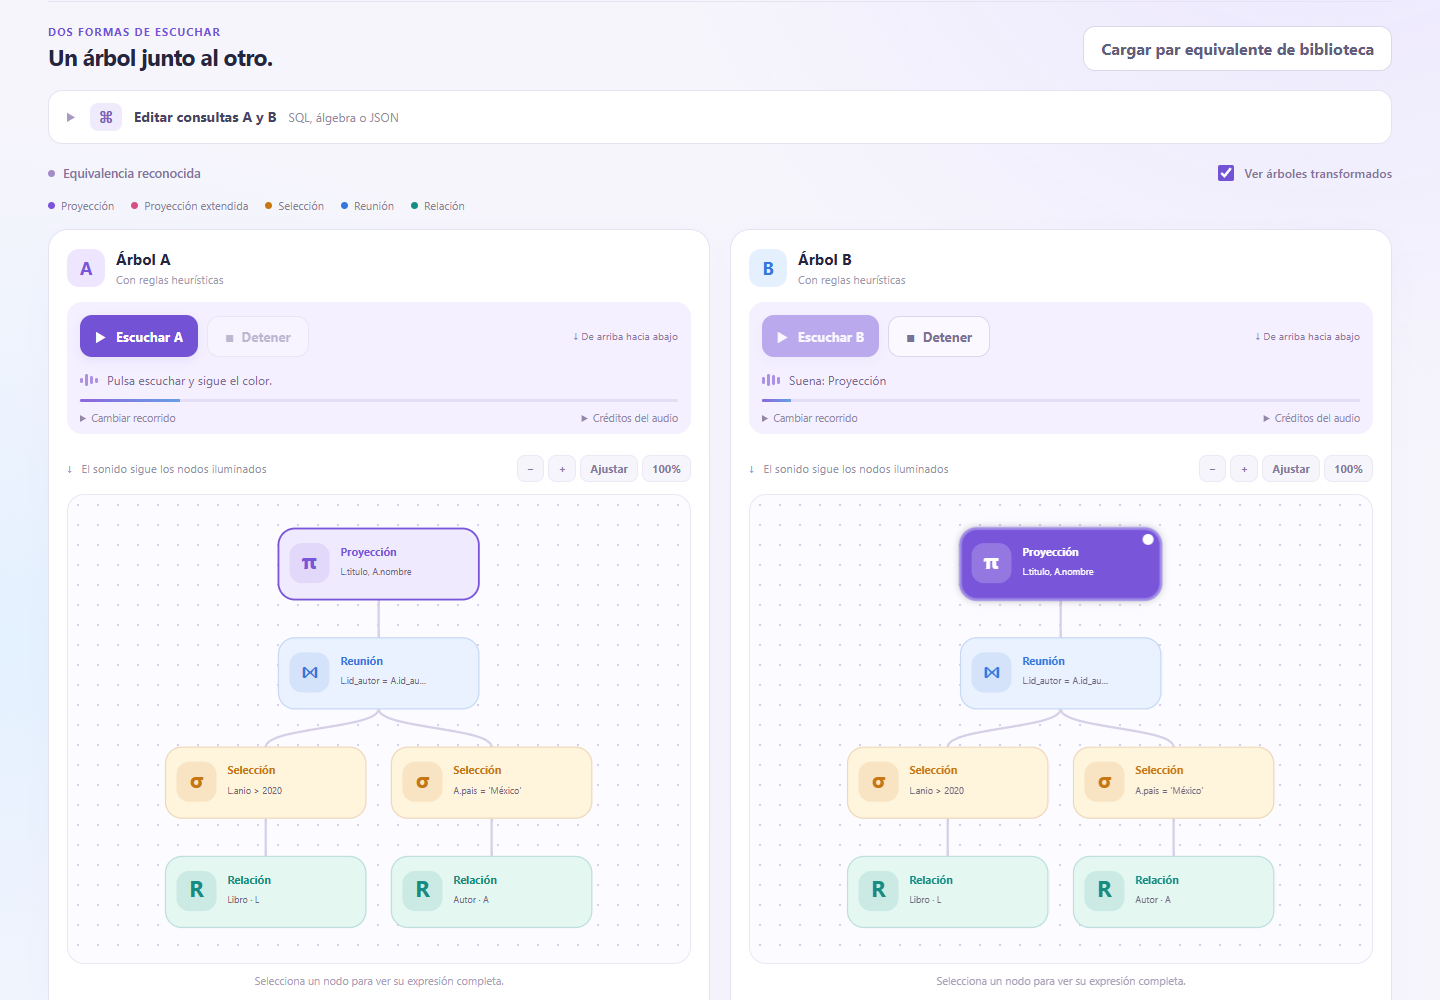 DOS FORMAS DE ESCUCHAR
Un árbol junto al otro.
Cargar par equivalente de biblioteca
▶ ⌘ Editar consultas A y B SQL, álgebra o JSON
Equivalencia reconocida
Ver árboles transformados
Proyección Proyección extendida Selección Reunión Relación
A
Árbol A
Con reglas heurísticas
▶ Escuchar A ■ Detener
↓ De arriba hacia abajo
Pulsa escuchar y sigue el color.
▶ Cambiar recorrido ▶ Créditos del audio
↓ El sonido sigue los nodos iluminados
− + Ajustar 100%
π
Proyección
L.titulo, A.nombre
⋈
Reunión
L.id_autor = A.id_au...
σ
Selección
L.anio > 2020
σ
Selección
A.pais = 'México'
R
Relación
Libro · L
R
Relación
Autor · A
Selecciona un nodo para ver su expresión completa.
B
Árbol B
Con reglas heurísticas
▶ Escuchar B ■ Detener
↓ De arriba hacia abajo
Suena: Proyección
▶ Cambiar recorrido ▶ Créditos del audio
↓ El sonido sigue los nodos iluminados
− + Ajustar 100%
π
Proyección
L.titulo, A.nombre
⋈
Reunión
L.id_autor = A.id_au...
σ
Selección
L.anio > 2020
σ
Selección
A.pais = 'México'
R
Relación
Libro · L
R
Relación
Autor · A
Selecciona un nodo para ver su expresión completa.